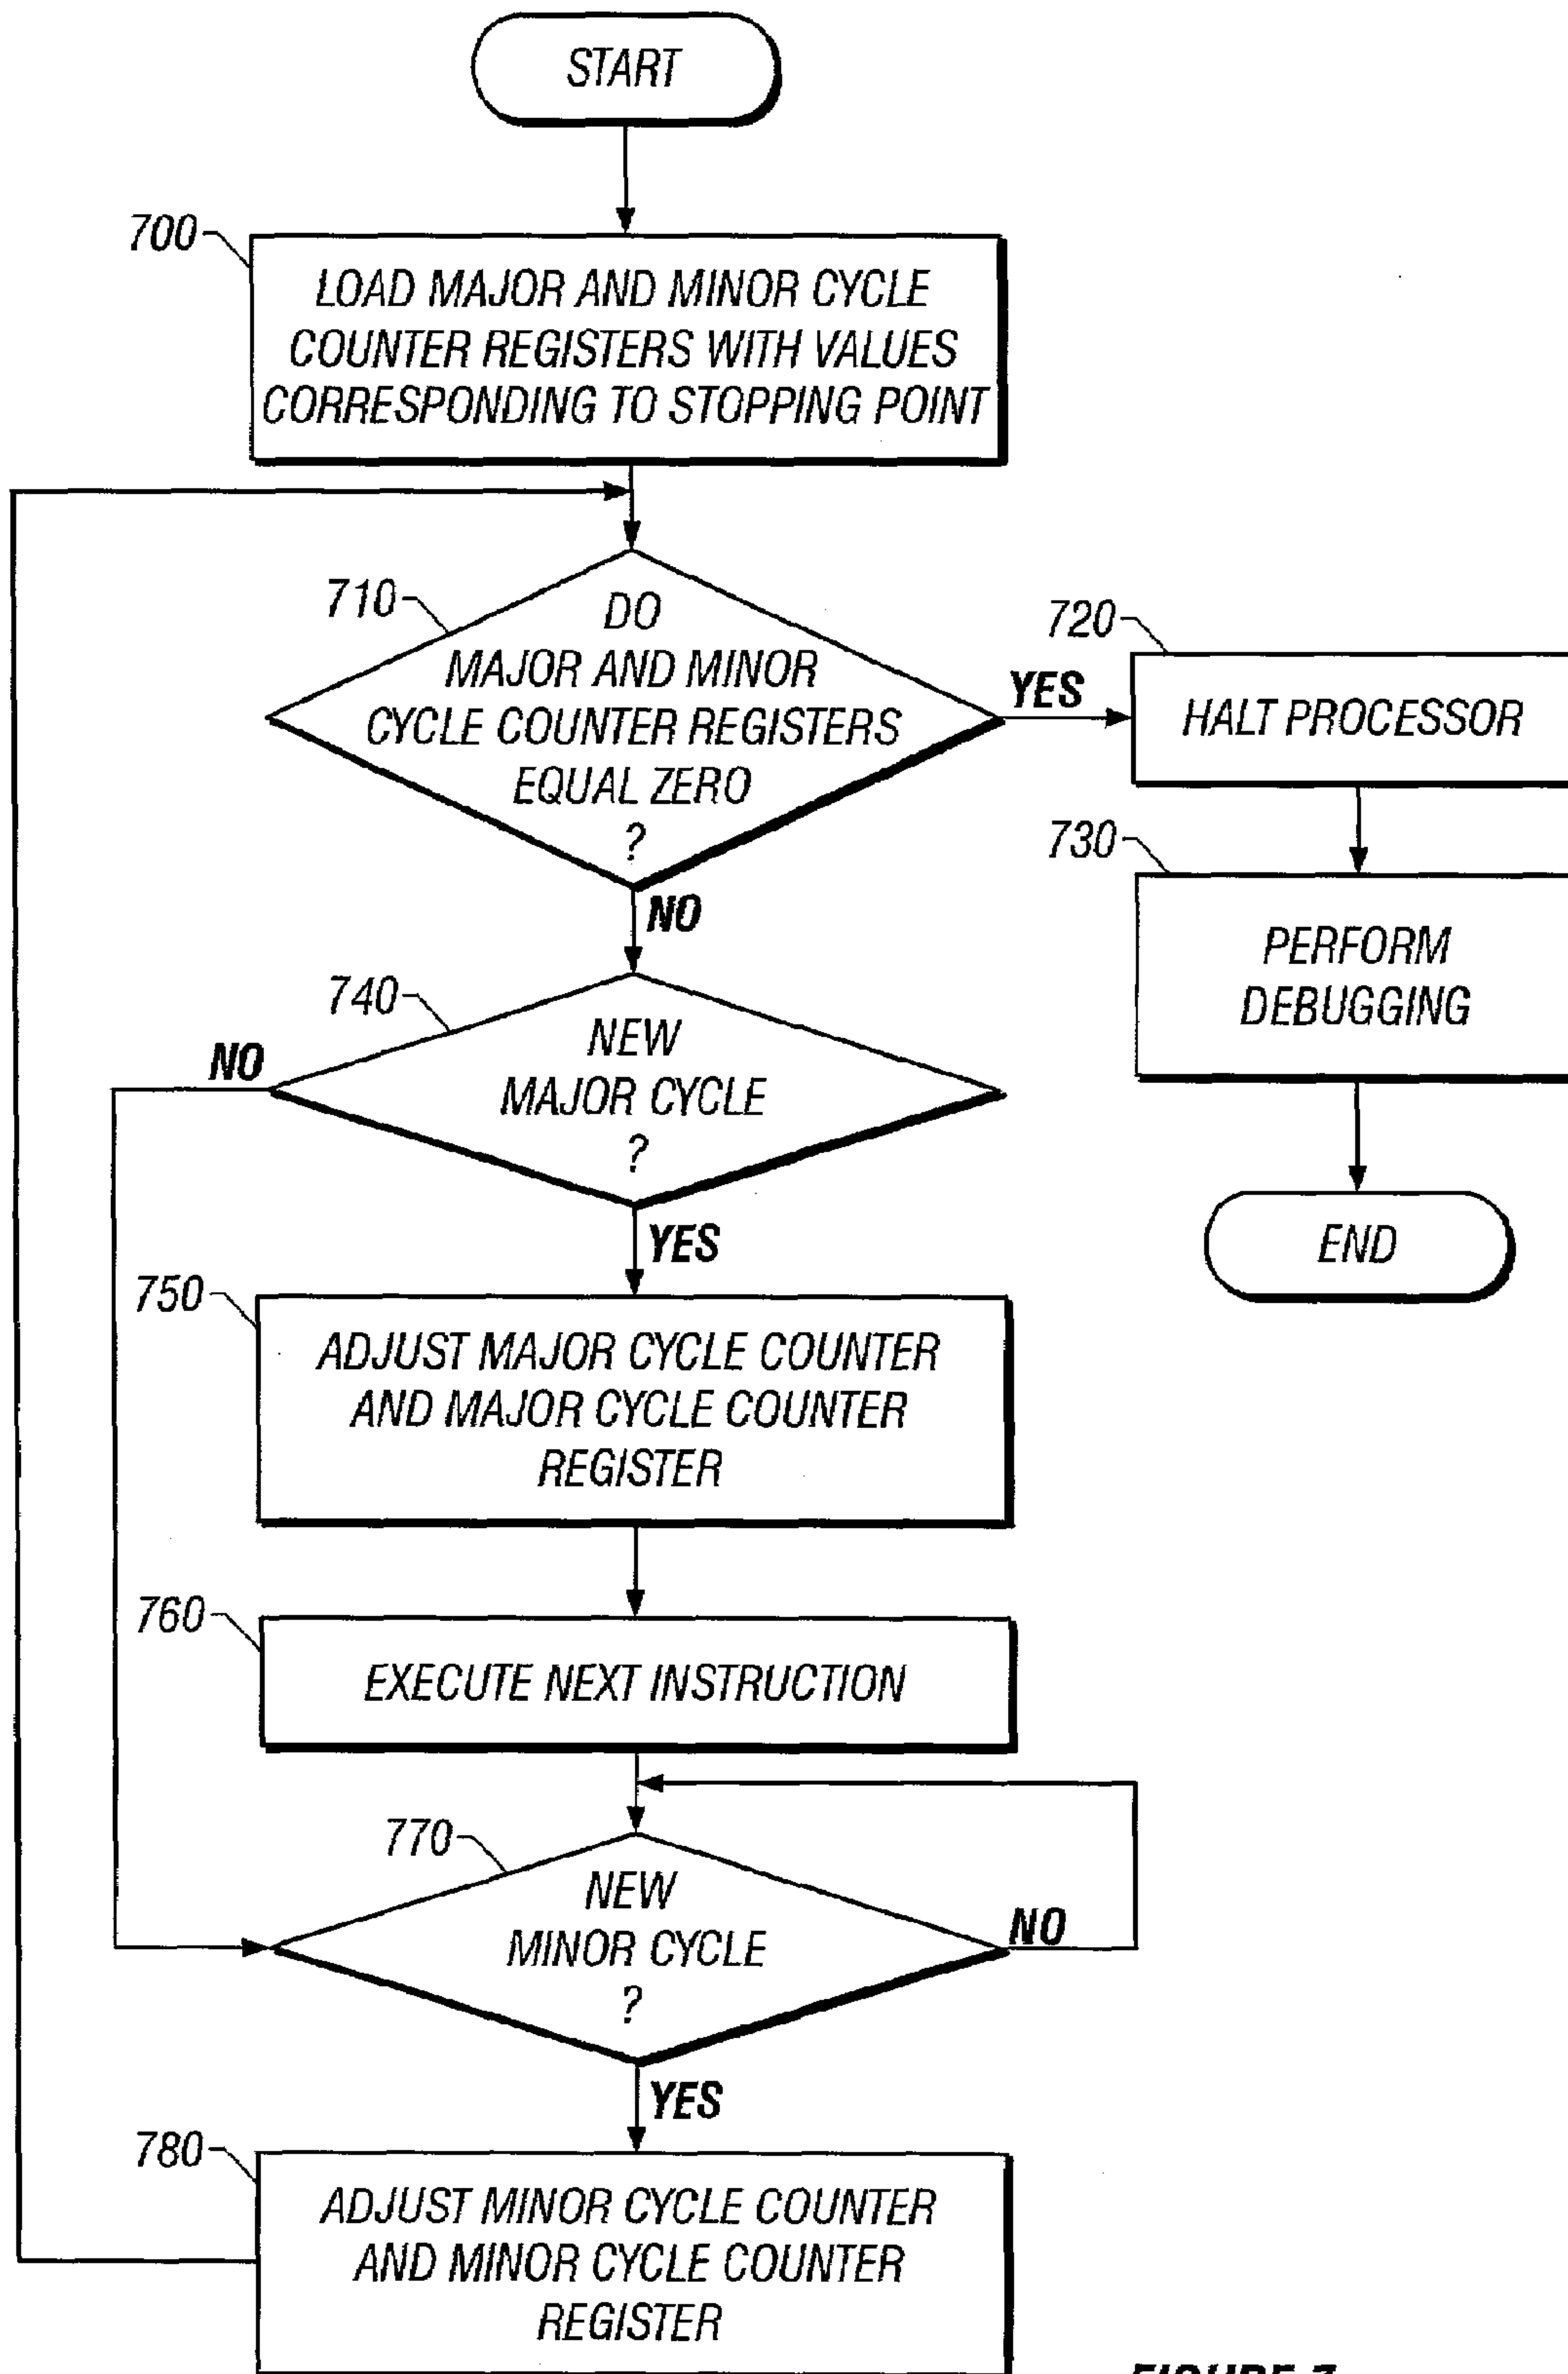 START
700
LOAD MAJOR AND MINOR CYCLE
COUNTER REGISTERS WITH VALUES
CORRESPONDING TO STOPPING POINT
710
DO
MAJOR AND MINOR
CYCLE COUNTER REGISTERS
EQUAL ZERO
?
YES
720
HALT PROCESSOR
NO
730
PERFORM
DEBUGGING
END
740
NEW
MAJOR CYCLE
?
NO
YES
750
ADJUST MAJOR CYCLE COUNTER
AND MAJOR CYCLE COUNTER
REGISTER
760
EXECUTE NEXT INSTRUCTION
770
NEW
MINOR CYCLE
?
NO
YES
780
ADJUST MINOR CYCLE COUNTER
AND MINOR CYCLE COUNTER
REGISTER
FIGURE 7